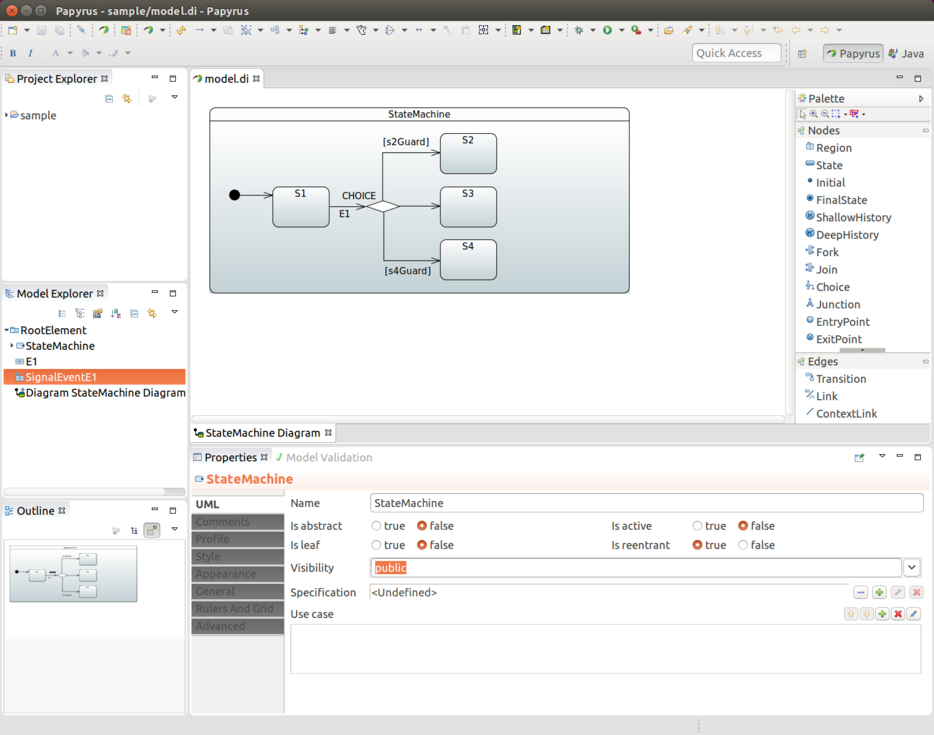 Papyrus - sample/model.di - Papyrus
B I A
Quick Access
Papyrus
Java
Project Explorer
sample
Model Explorer
RootElement
StateMachine
E1
SignalEventE1
Diagram StateMachine Diagram
Outline
model.di
StateMachine
[s2Guard]
S2
S1
CHOICE
E1
S3
S4
[s4Guard]
StateMachine Diagram
Palette
Nodes
Region
State
Initial
FinalState
ShallowHistory
DeepHistory
Fork
Join
Choice
Junction
EntryPoint
ExitPoint
Edges
Transition
Link
ContextLink
Properties
Model Validation
StateMachine
UML
Comments
Profile
Style
Appearance
General
Rulers And Grid
Advanced
Name StateMachine
Is abstract true false Is active true false
Is leaf true false Is reentrant true false
Visibility public
Specification <Undefined>
Use case